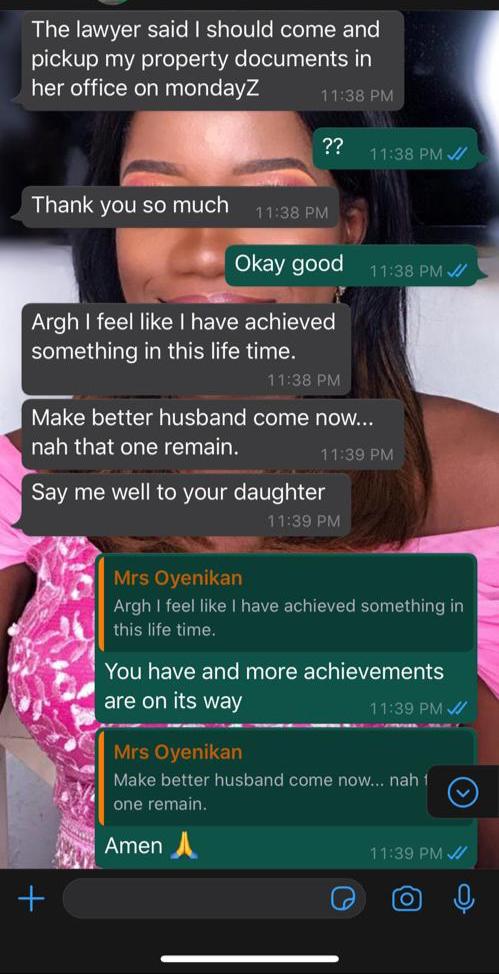 The lawyer said I should come and
pickup my property documents in
her office on mondayZ
11:38 PM
??
11:38 PM
Thank you so much
11:38 PM
Okay good
11:38 PM
Argh I feel like I have achieved
something in this life time.
11:38 PM
Make better husband come now...
nah that one remain.
11:39 PM
Say me well to your daughter
11:39 PM
Mrs Oyenikan
Argh I feel like I have achieved something in
this life time.
You have and more achievements
are on its way
11:39 PM
Mrs Oyenikan
Make better husband come now... nah
one remain.
Amen 🙏
11:39 PM